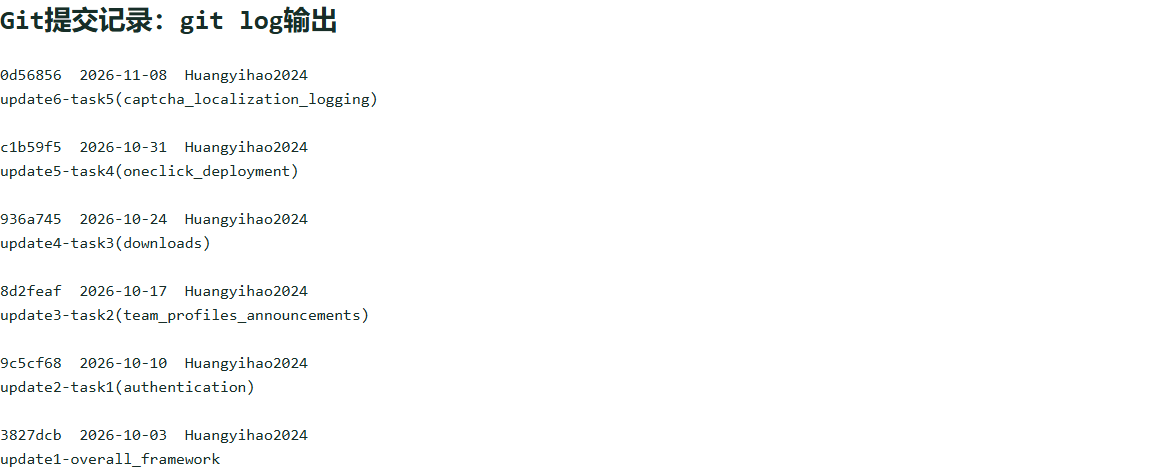 Git提交记录：git log输出
0d56856  2026-11-08  Huangyihao2024
update6-task5(captcha_localization_logging)
c1b59f5  2026-10-31  Huangyihao2024
update5-task4(oneclick_deployment)
936a745  2026-10-24  Huangyihao2024
update4-task3(downloads)
8d2feaf  2026-10-17  Huangyihao2024
update3-task2(team_profiles_announcements)
9c5cf68  2026-10-10  Huangyihao2024
update2-task1(authentication)
3827dcb  2026-10-03  Huangyihao2024
update1-overall_framework